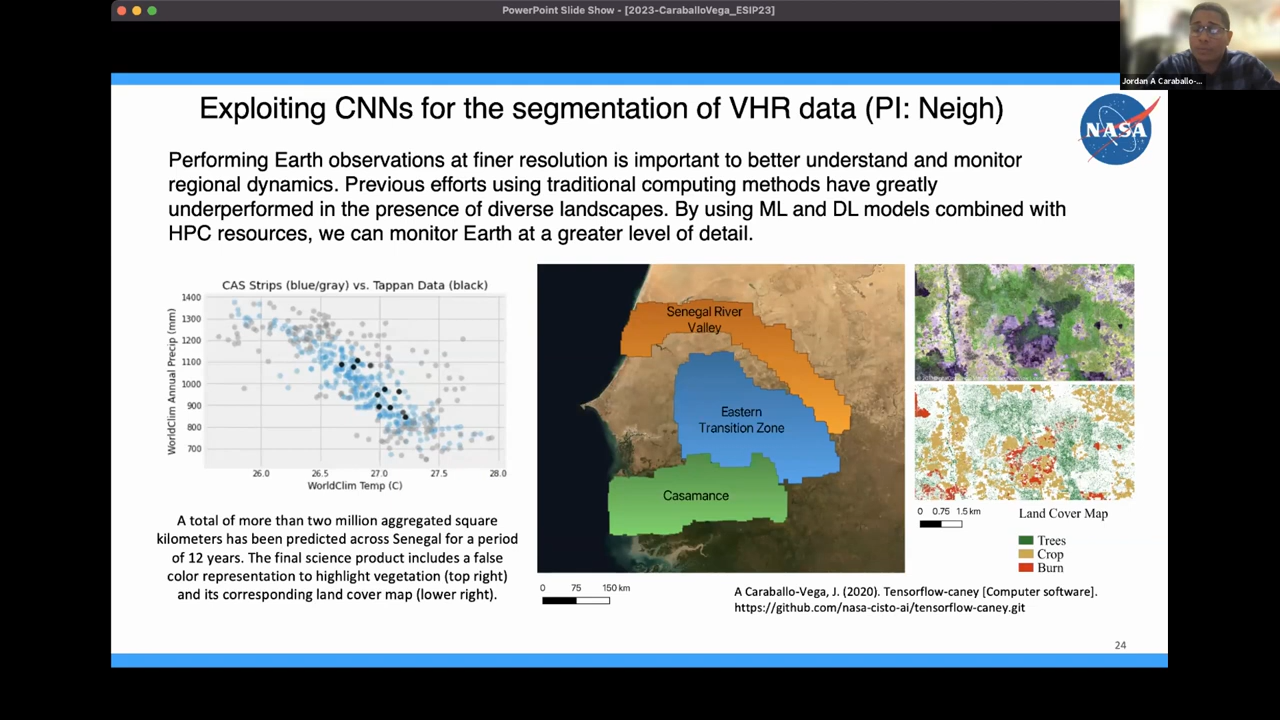 PowerPoint Slide Show - [2023-CaraballoVega_ESIP23]
Jordan A Caraballo-...
Exploiting CNNs for the segmentation of VHR data (PI: Neigh)
NASA
Performing Earth observations at finer resolution is important to better understand and monitor
regional dynamics. Previous efforts using traditional computing methods have greatly
underperformed in the presence of diverse landscapes. By using ML and DL models combined with
HPC resources, we can monitor Earth at a greater level of detail.
CAS Strips (blue/gray) vs. Tappan Data (black)
WorldClim Annual Precip (mm)
1400
1300
1200
1100
1000
900
800
700
26.0 26.5 27.0 27.5 28.0
WorldClim Temp (C)
A total of more than two million aggregated square
kilometers has been predicted across Senegal for a period
of 12 years. The final science product includes a false
color representation to highlight vegetation (top right)
and its corresponding land cover map (lower right).
Senegal River
Valley
Eastern
Transition Zone
Casamance
0 75 150 km
0 0.75 1.5 km
Land Cover Map
Trees
Crop
Burn
A Caraballo-Vega, J. (2020). Tensorflow-caney [Computer software].
https://github.com/nasa-cisto-ai/tensorflow-caney.git
24